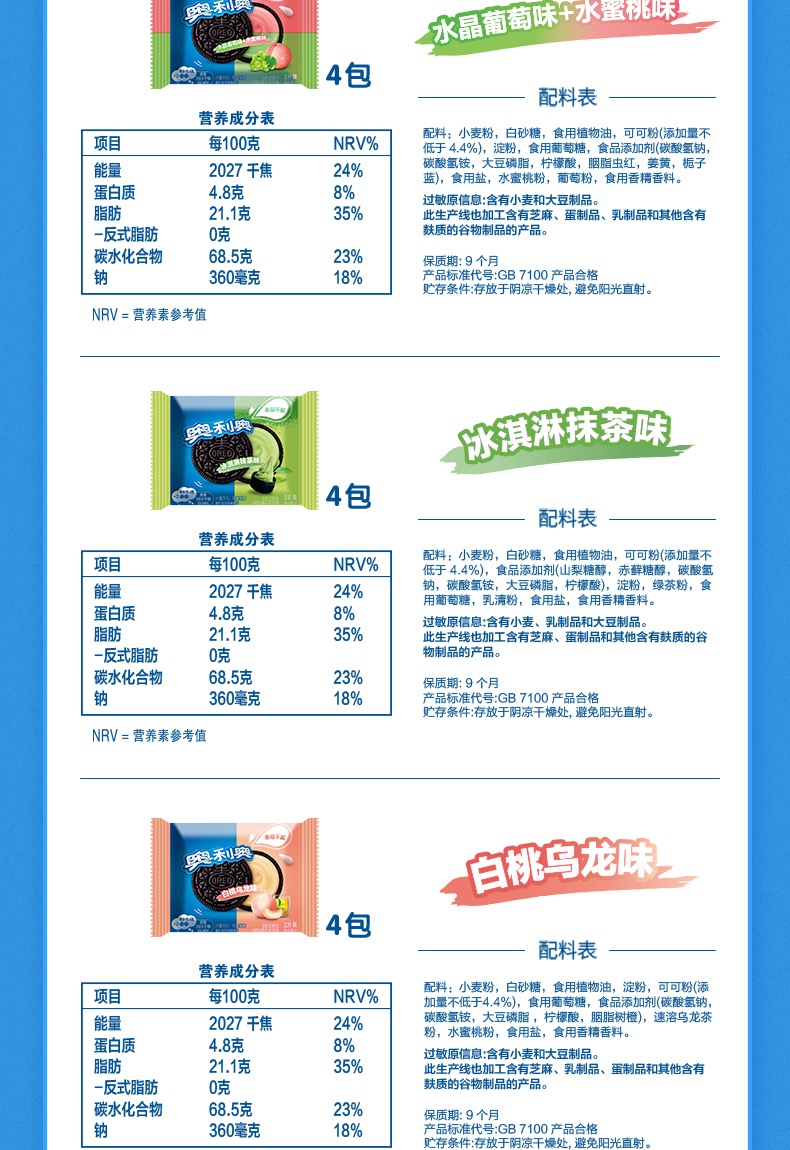 奥利奥
OREO
水晶葡萄味+水蜜桃味
4包
水晶葡萄味+水蜜桃味
配料表
营养成分表
项目 每100克 NRV%
能量 2027 千焦 24%
蛋白质 4.8克 8%
脂肪 21.1克 35%
-反式脂肪 0克
碳水化合物 68.5克 23%
钠 360毫克 18%
NRV = 营养素参考值
配料：小麦粉，白砂糖，食用植物油，可可粉(添加量不
低于 4.4%)，淀粉，食用葡萄糖，食品添加剂(碳酸氢钠，
碳酸氢铵，大豆磷脂，柠檬酸，胭脂虫红，姜黄，栀子
蓝)，食用盐，水蜜桃粉，葡萄粉，食用香精香料。
过敏原信息:含有小麦和大豆制品。
此生产线也加工含有芝麻、蛋制品、乳制品和其他含有
麸质的谷物制品的产品。
保质期: 9 个月
产品标准代号:GB 7100 产品合格
贮存条件:存放于阴凉干燥处, 避免阳光直射。
奥利奥
OREO
冰淇淋抹茶味
4包
冰淇淋抹茶味
配料表
营养成分表
项目 每100克 NRV%
能量 2027 千焦 24%
蛋白质 4.8克 8%
脂肪 21.1克 35%
-反式脂肪 0克
碳水化合物 68.5克 23%
钠 360毫克 18%
NRV = 营养素参考值
配料：小麦粉，白砂糖，食用植物油，可可粉(添加量不
低于 4.4%)，食品添加剂(山梨糖醇，赤藓糖醇，碳酸氢
钠，碳酸氢铵，大豆磷脂，柠檬酸)，淀粉，绿茶粉，食
用葡萄糖，乳清粉，食用盐，食用香精香料。
过敏原信息:含有小麦、乳制品和大豆制品。
此生产线也加工含有芝麻、蛋制品和其他含有麸质的谷
物制品的产品。
保质期: 9 个月
产品标准代号:GB 7100 产品合格
贮存条件:存放于阴凉干燥处, 避免阳光直射。
奥利奥
OREO
白桃乌龙味
4包
白桃乌龙味
配料表
营养成分表
项目 每100克 NRV%
能量 2027 千焦 24%
蛋白质 4.8克 8%
脂肪 21.1克 35%
-反式脂肪 0克
碳水化合物 68.5克 23%
钠 360毫克 18%
配料：小麦粉，白砂糖，食用植物油，淀粉，可可粉(添
加量不低于4.4%)，食用葡萄糖，食品添加剂(碳酸氢钠，
碳酸氢铵，大豆磷脂，柠檬酸，胭脂树橙)，速溶乌龙茶
粉，水蜜桃粉，食用盐，食用香精香料。
过敏原信息:含有小麦和大豆制品。
此生产线也加工含有芝麻、乳制品、蛋制品和其他含有
麸质的谷物制品的产品。
保质期: 9 个月
产品标准代号:GB 7100 产品合格
贮存条件:存放于阴凉干燥处, 避免阳光直射。